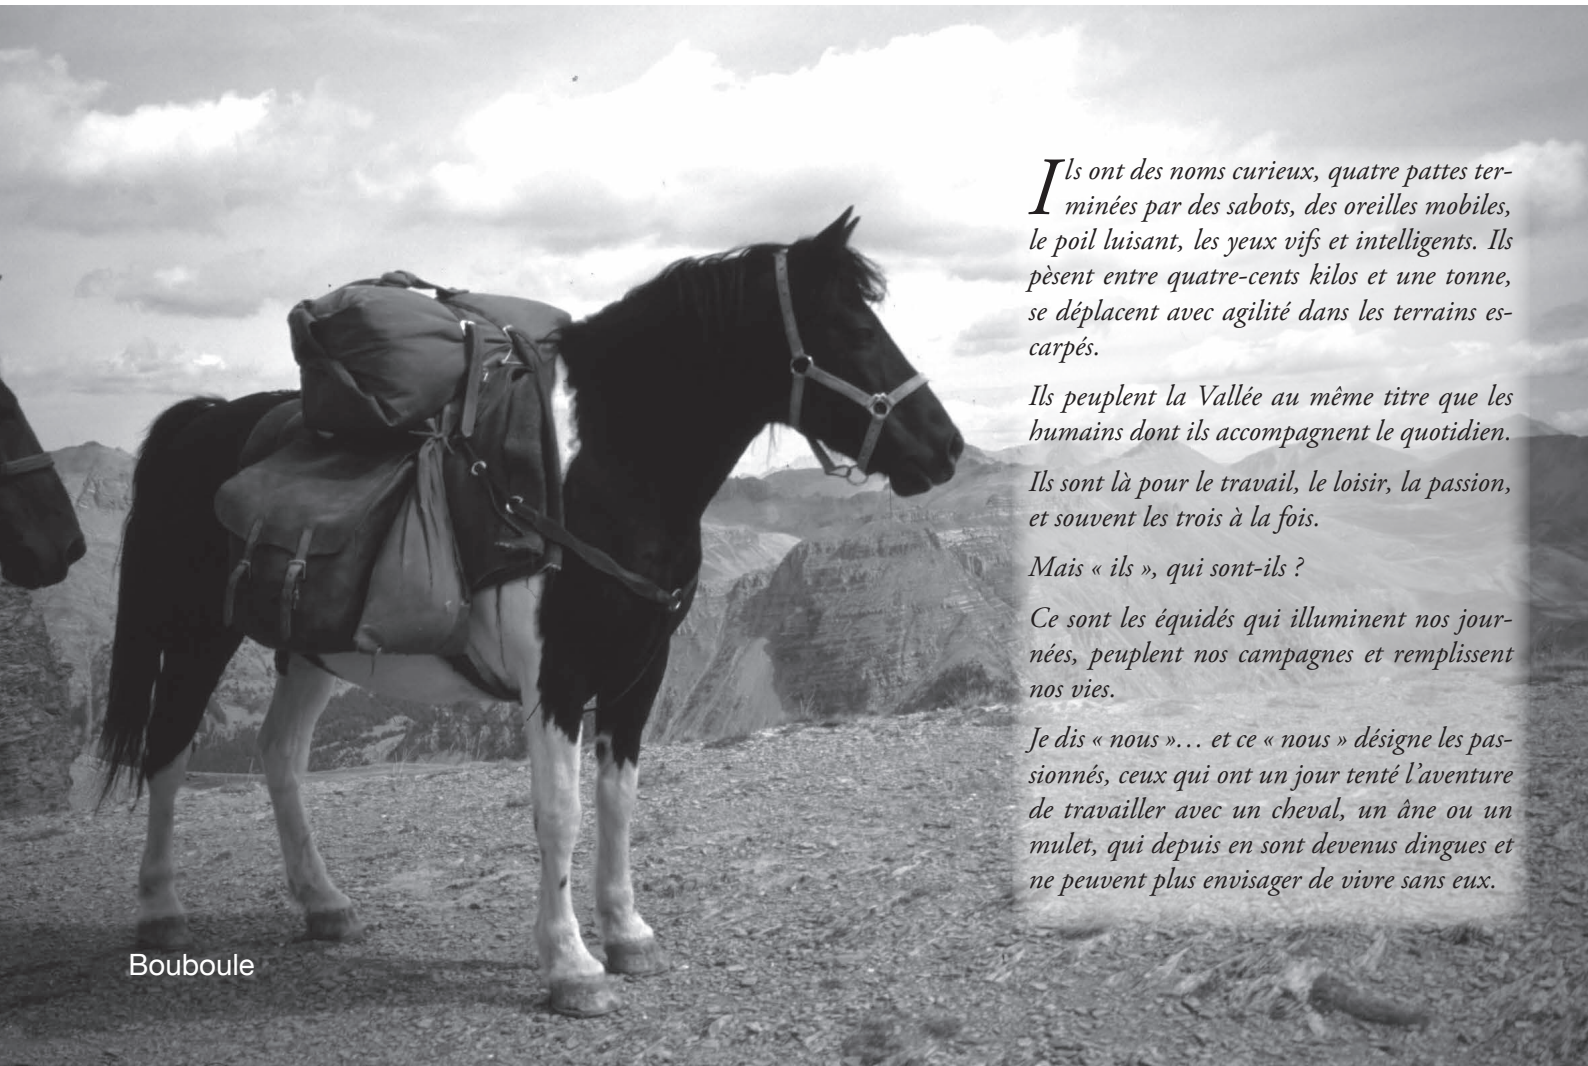 Ils ont des noms curieux, quatre pattes ter-
minées par des sabots, des oreilles mobiles,
le poil luisant, les yeux vifs et intelligents. Ils
pèsent entre quatre-cents kilos et une tonne,
se déplacent avec agilité dans les terrains es-
carpés.
Ils peuplent la Vallée au même titre que les
humains dont ils accompagnent le quotidien.
Ils sont là pour le travail, le loisir, la passion,
et souvent les trois à la fois.
Mais « ils », qui sont-ils ?
Ce sont les équidés qui illuminent nos jour-
nées, peuplent nos campagnes et remplissent
nos vies.
Je dis « nous »… et ce « nous » désigne les pas-
sionnés, ceux qui ont un jour tenté l’aventure
de travailler avec un cheval, un âne ou un
mulet, qui depuis en sont devenus dingues et
ne peuvent plus envisager de vivre sans eux.
Bouboule